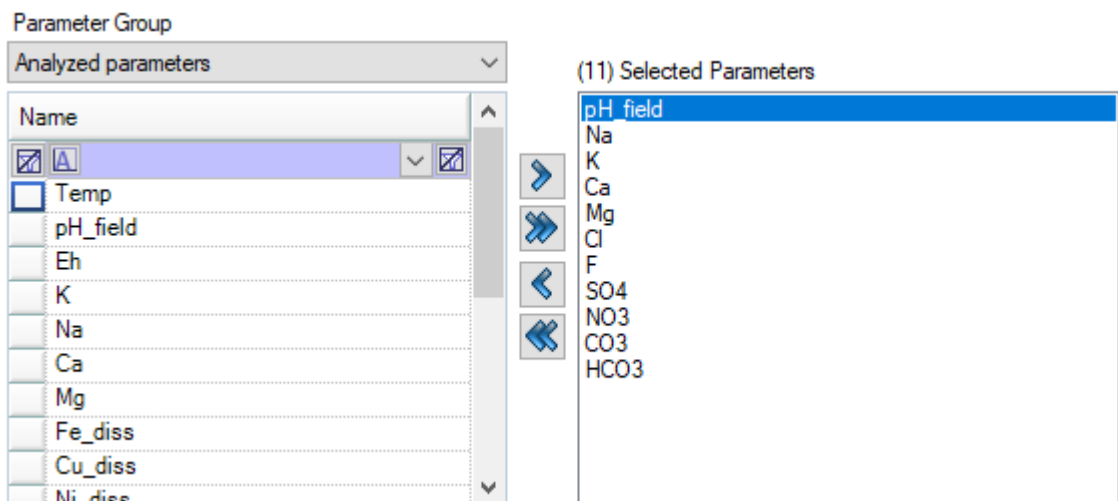 Parameter Group
Analyzed parameters
Name
A
Temp
pH_field
Eh
K
Na
Ca
Mg
Fe_diss
Cu_diss
Ni_diss
(11) Selected Parameters
pH_field
Na
K
Ca
Mg
Cl
F
SO4
NO3
CO3
HCO3